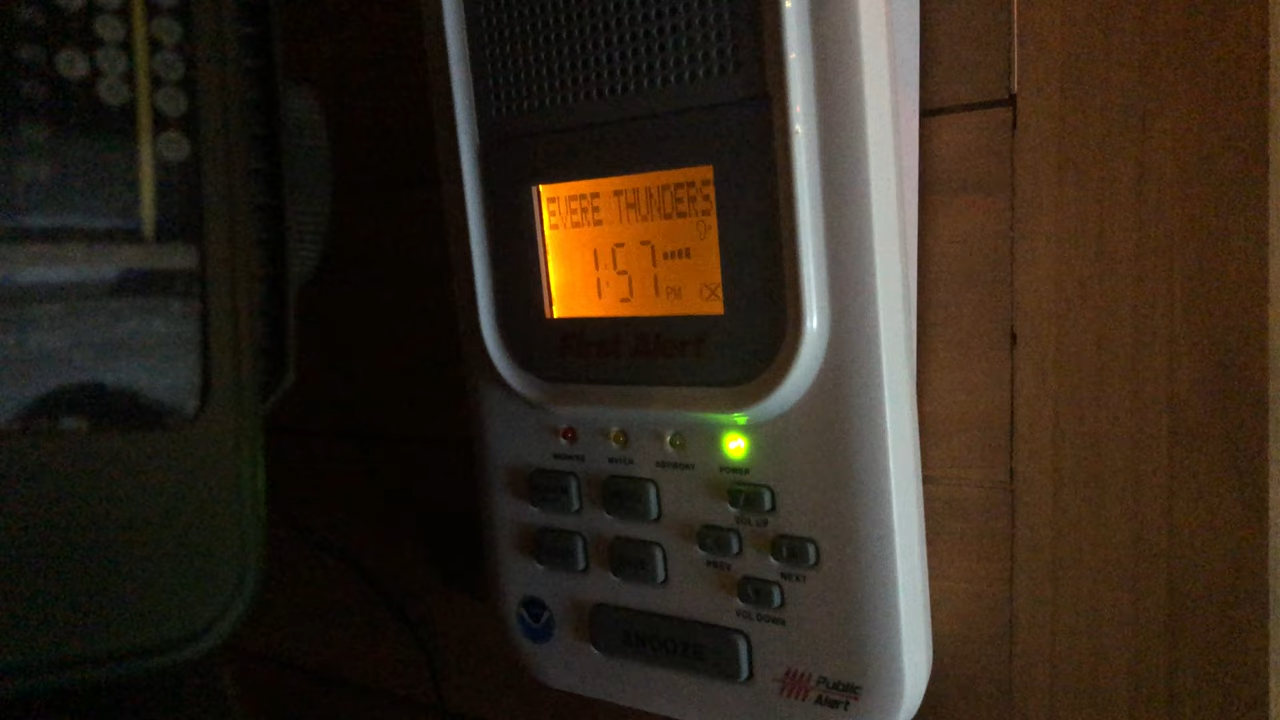 EVERE THUNDERS
1:57 PM
First Alert
WARNING WATCH ADVISORY POWER
VOL UP
PREV NEXT
VOL DOWN
SNOOZE
Public
Alert